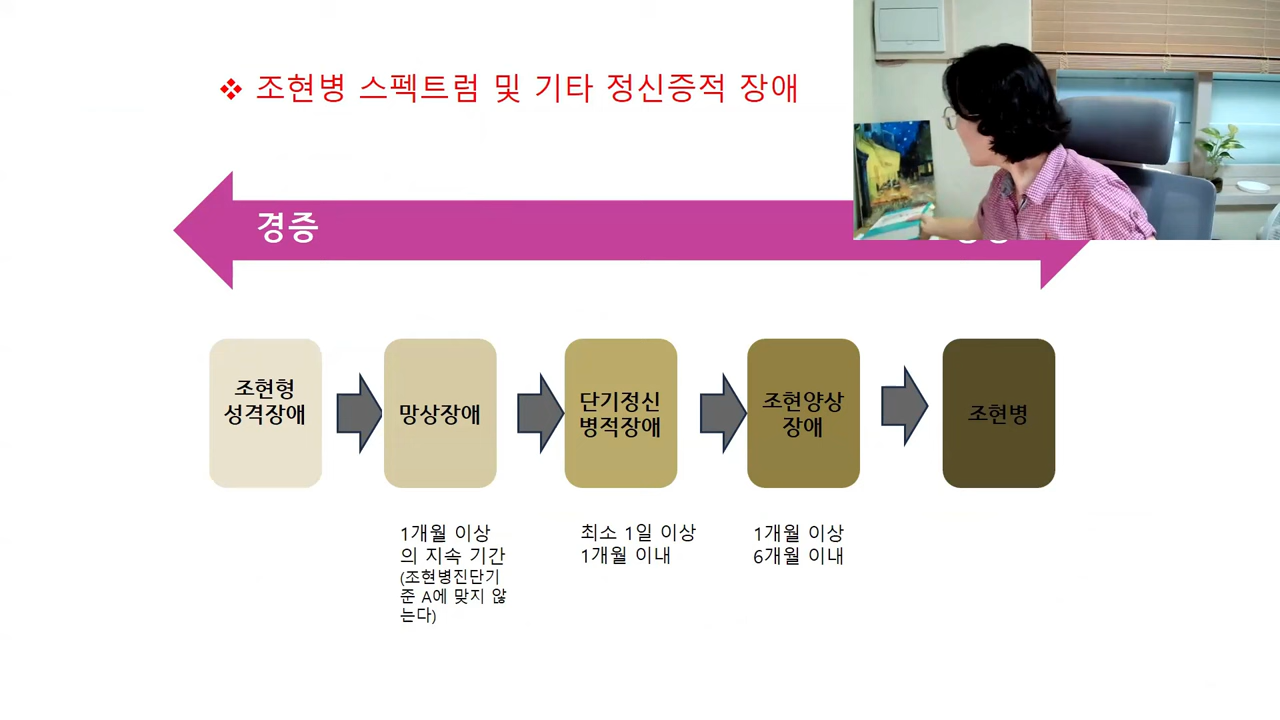 ❖ 조현병 스펙트럼 및 기타 정신증적 장애
경증
조현형
성격장애
망상장애
단기정신
병적장애
조현양상
장애
조현병
1개월 이상
의 지속 기간
(조현병진단기
준 A에 맞지 않
는다)
최소 1일 이상
1개월 이내
1개월 이상
6개월 이내